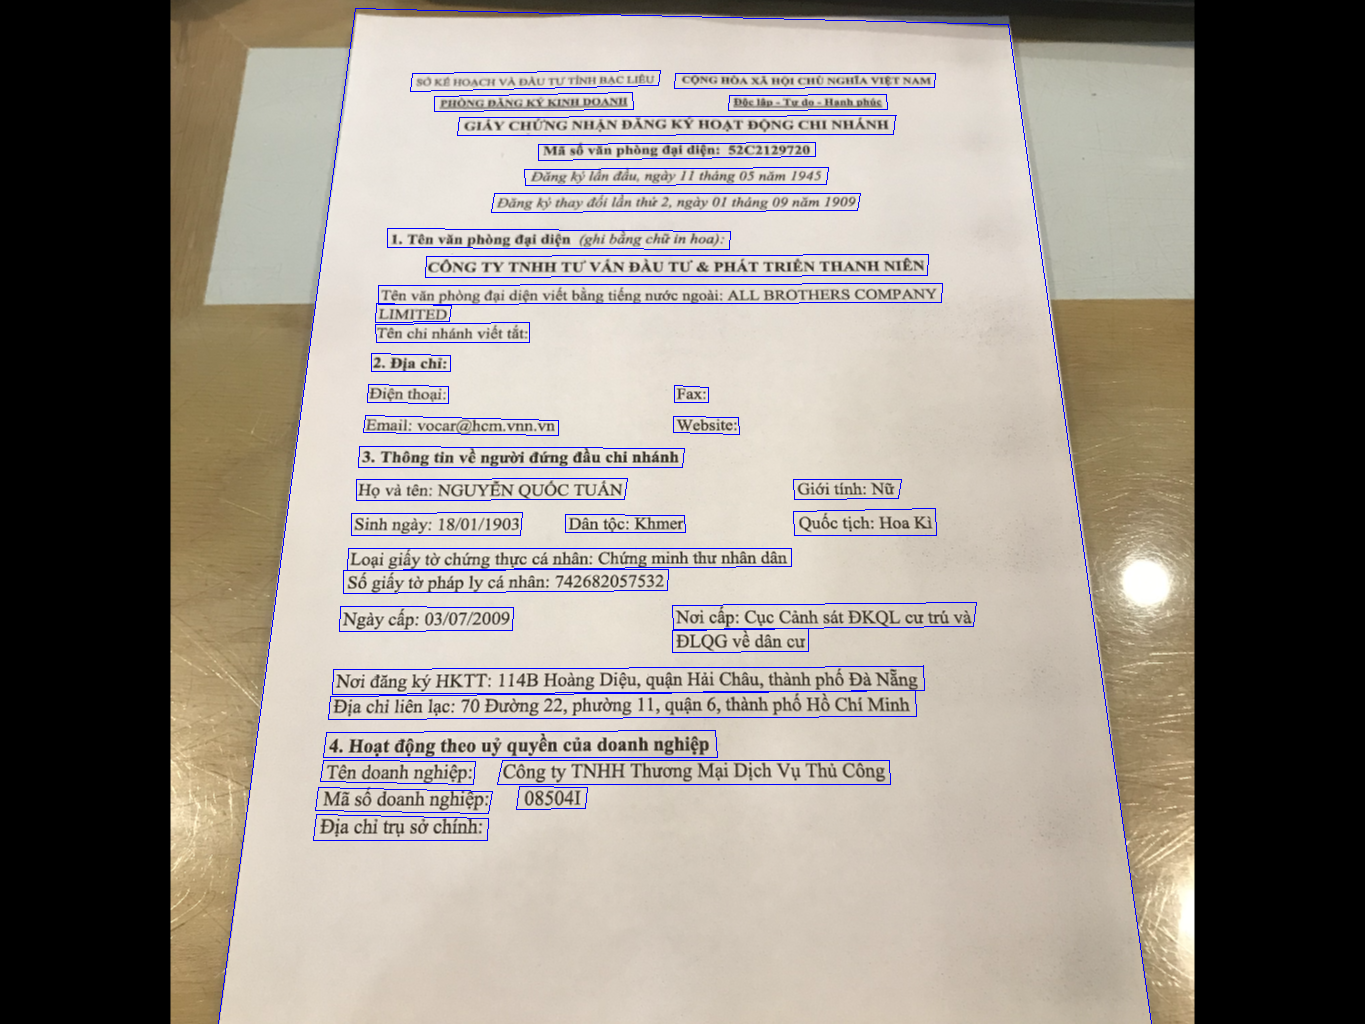 SỞ KẾ HOẠCH VÀ ĐẦU TƯ TỈNH BẠC LIÊU CỘNG HÒA XÃ HỘI CHỦ NGHĨA VIỆT NAM
PHÒNG ĐĂNG KÝ KINH DOANH Độc lập - Tự do - Hạnh phúc
GIẤY CHỨNG NHẬN ĐĂNG KÝ HOẠT ĐỘNG CHI NHÁNH
Mã số văn phòng đại diện: 52C2129720
Đăng ký lần đầu, ngày 11 tháng 05 năm 1945
Đăng ký thay đổi lần thứ 2, ngày 01 tháng 09 năm 1909
1. Tên văn phòng đại diện (ghi bằng chữ in hoa):
CÔNG TY TNHH TƯ VẤN ĐẦU TƯ & PHÁT TRIỂN THANH NIÊN
Tên văn phòng đại diện viết bằng tiếng nước ngoài: ALL BROTHERS COMPANY
LIMITED
Tên chi nhánh viết tắt:
2. Địa chỉ:
Điện thoại: Fax:
Email: vocar@hcm.vnn.vn Website:
3. Thông tin về người đứng đầu chi nhánh
Họ và tên: NGUYỄN QUỐC TUẤN Giới tính: Nữ
Sinh ngày: 18/01/1903 Dân tộc: Khmer Quốc tịch: Hoa Kì
Loại giấy tờ chứng thực cá nhân: Chứng minh thư nhân dân
Số giấy tờ pháp ly cá nhân: 742682057532
Ngày cấp: 03/07/2009 Nơi cấp: Cục Cảnh sát ĐKQL cư trú và
ĐLQG về dân cư
Nơi đăng ký HKTT: 114B Hoàng Diệu, quận Hải Châu, thành phố Đà Nẵng
Địa chỉ liên lạc: 70 Đường 22, phường 11, quận 6, thành phố Hồ Chí Minh
4. Hoạt động theo uỷ quyền của doanh nghiệp
Tên doanh nghiệp: Công ty TNHH Thương Mại Dịch Vụ Thủ Công
Mã số doanh nghiệp: 08504I
Địa chỉ trụ sở chính: